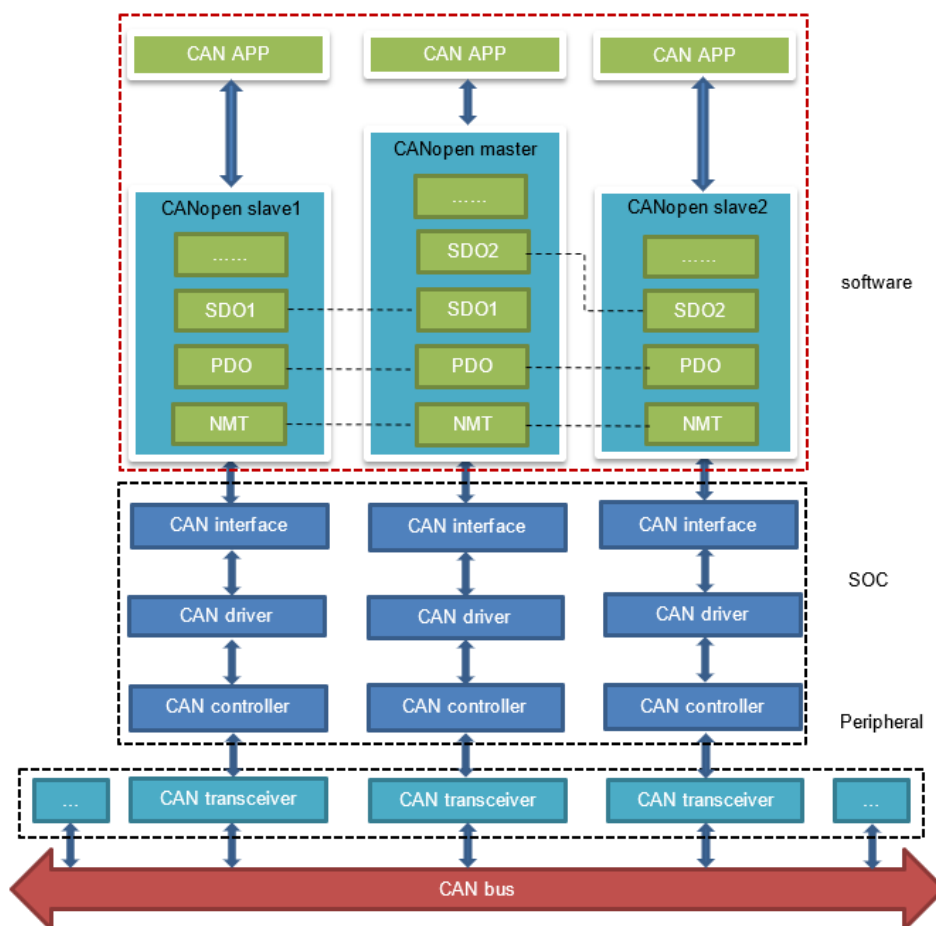 CAN APP
CAN APP
CAN APP
CANopen master
CANopen slave1
CANopen slave2
......
......
......
SDO2
SDO1
SDO1
SDO2
PDO
PDO
PDO
NMT
NMT
NMT
software
CAN interface
CAN interface
CAN interface
SOC
CAN driver
CAN driver
CAN driver
CAN controller
CAN controller
CAN controller
Peripheral
...
CAN transceiver
CAN transceiver
CAN transceiver
...
CAN bus